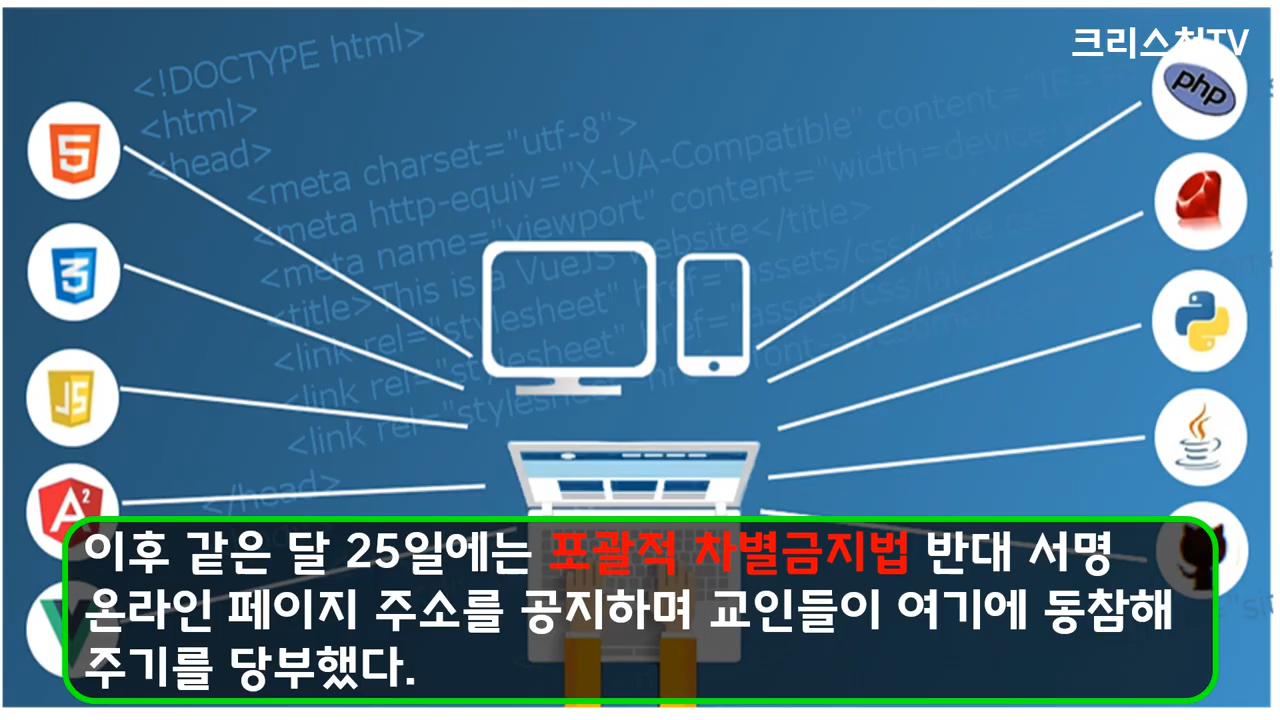 크리스천TV
<!DOCTYPE html>
<html>
<head>
<meta charset="utf-8">
<meta http-equiv="X-UA-Compatible" content="IE=
<meta name="viewport" content="width=device-
<title>This is a VueJS website</title>
<link rel="stylesheet" href="assets/css/
<link rel="stylesheet" href="assets/css/
<link rel="stylesheet"
</head>
php
5
3
JS
A2
이후 같은 달 25일에는 포괄적 차별금지법 반대 서명
온라인 페이지 주소를 공지하며 교인들이 여기에 동참해
주기를 당부했다.